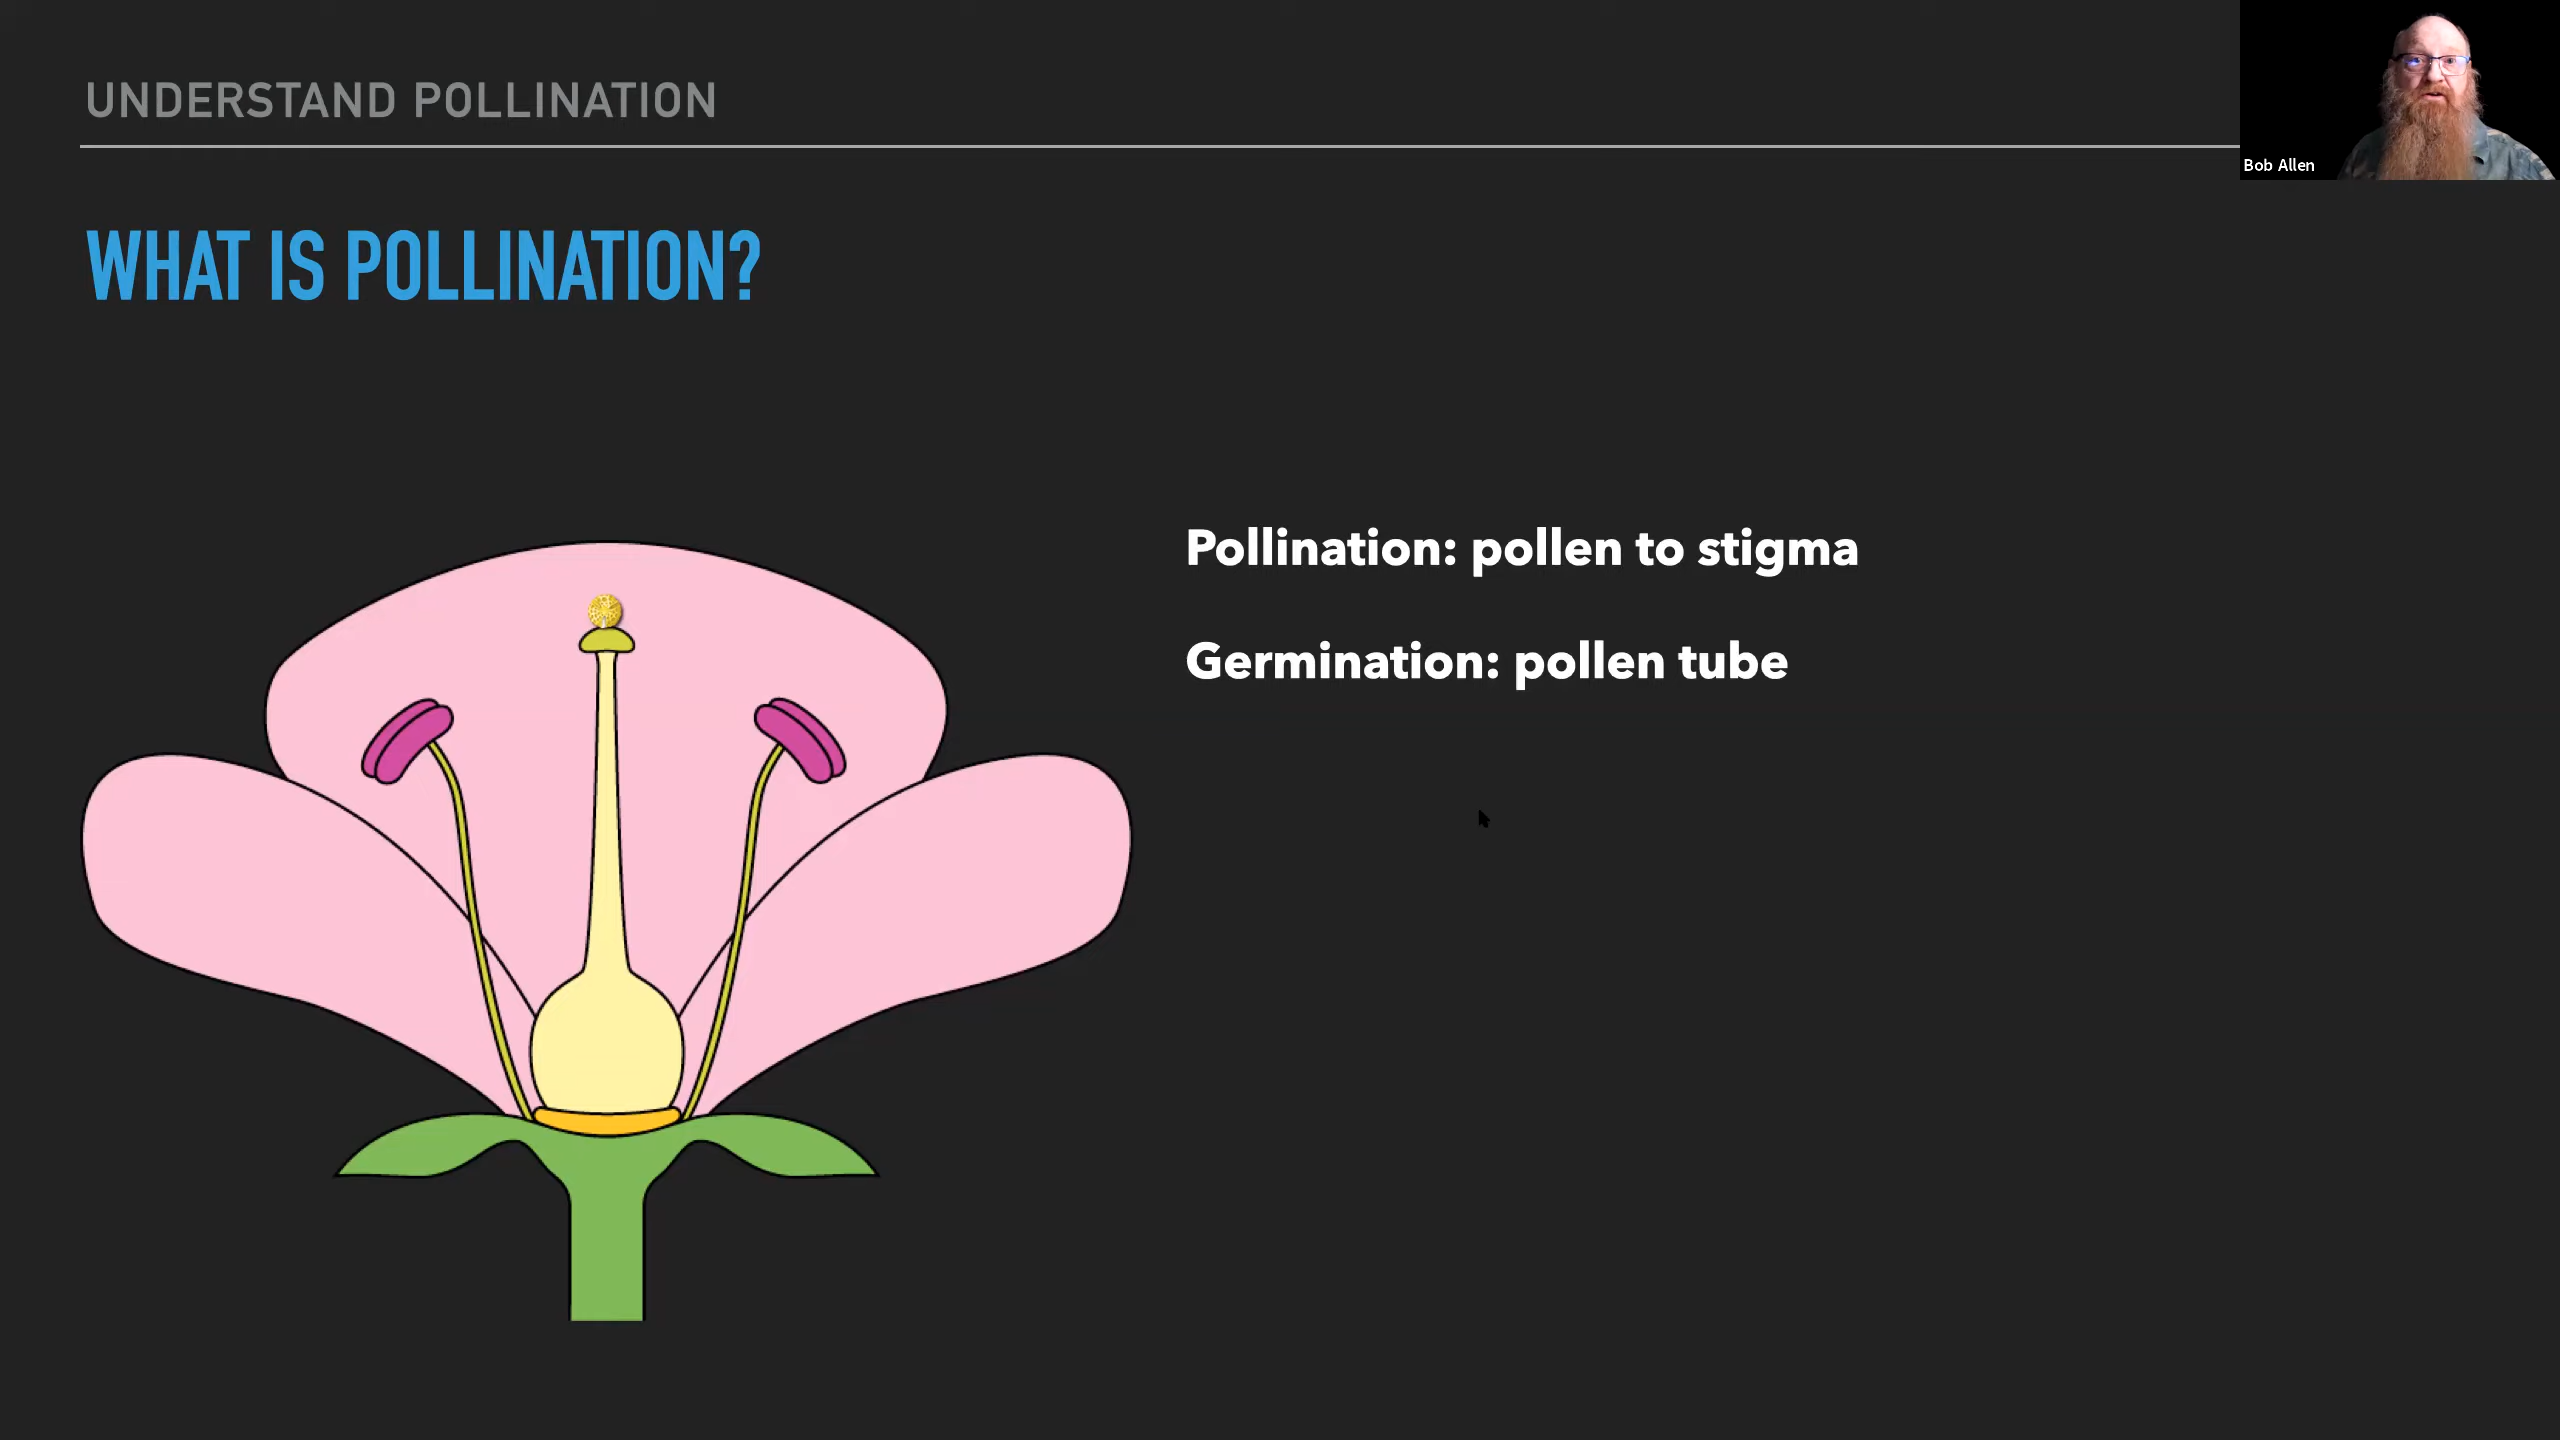 UNDERSTAND POLLINATION
Bob Allen
WHAT IS POLLINATION?
Pollination: pollen to stigma
Germination: pollen tube